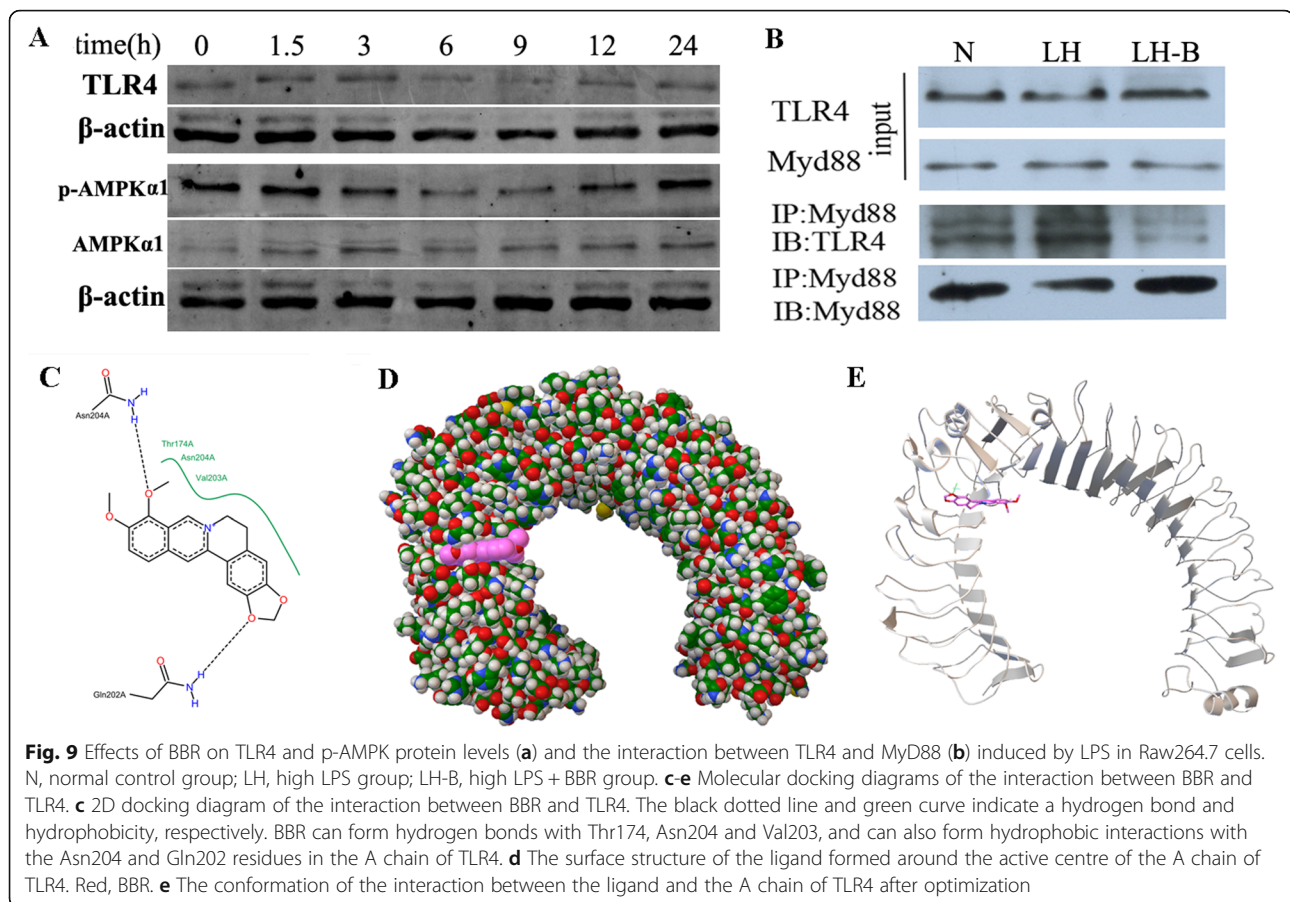 A
time(h) 0 1.5 3 6 9 12 24
TLR4
β-actin
p-AMPKα1
AMPKα1
β-actin
B
N LH LH-B
TLR4
Myd88
input
IP:Myd88
IB:TLR4
IP:Myd88
IB:Myd88
C
O
N
H
H
Asn204A
Thr174A
Asn204A
Val203A
O
O
N
O
O
O
H
N
H
Gln202A
D
E
Fig. 9 Effects of BBR on TLR4 and p-AMPK protein levels (a) and the interaction between TLR4 and MyD88 (b) induced by LPS in Raw264.7 cells.
N, normal control group; LH, high LPS group; LH-B, high LPS + BBR group. c-e Molecular docking diagrams of the interaction between BBR and
TLR4. c 2D docking diagram of the interaction between BBR and TLR4. The black dotted line and green curve indicate a hydrogen bond and
hydrophobicity, respectively. BBR can form hydrogen bonds with Thr174, Asn204 and Val203, and can also form hydrophobic interactions with
the Asn204 and Gln202 residues in the A chain of TLR4. d The surface structure of the ligand formed around the active centre of the A chain of
TLR4. Red, BBR. e The conformation of the interaction between the ligand and the A chain of TLR4 after optimization